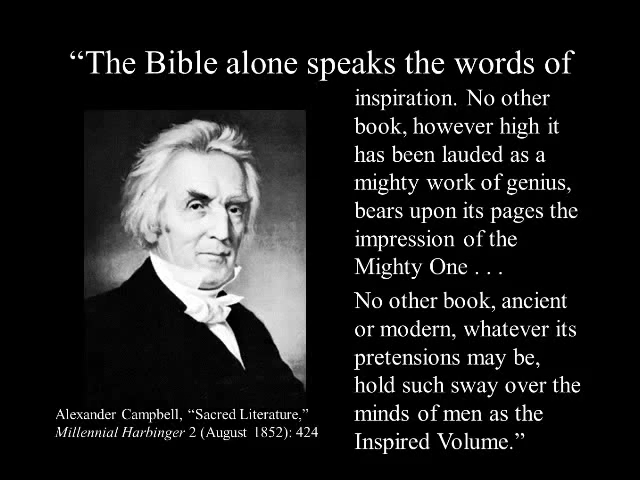 “The Bible alone speaks the words of
inspiration. No other
book, however high it
has been lauded as a
mighty work of genius,
bears upon its pages the
impression of the
Mighty One . . .
No other book, ancient
or modern, whatever its
pretensions may be,
hold such sway over the
minds of men as the
Inspired Volume.”
Alexander Campbell, “Sacred Literature,”
Millennial Harbinger 2 (August 1852): 424